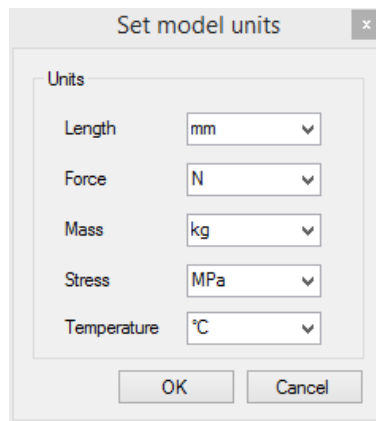 Set model units
Units
Length mm
Force N
Mass kg
Stress MPa
Temperature °C
OK Cancel